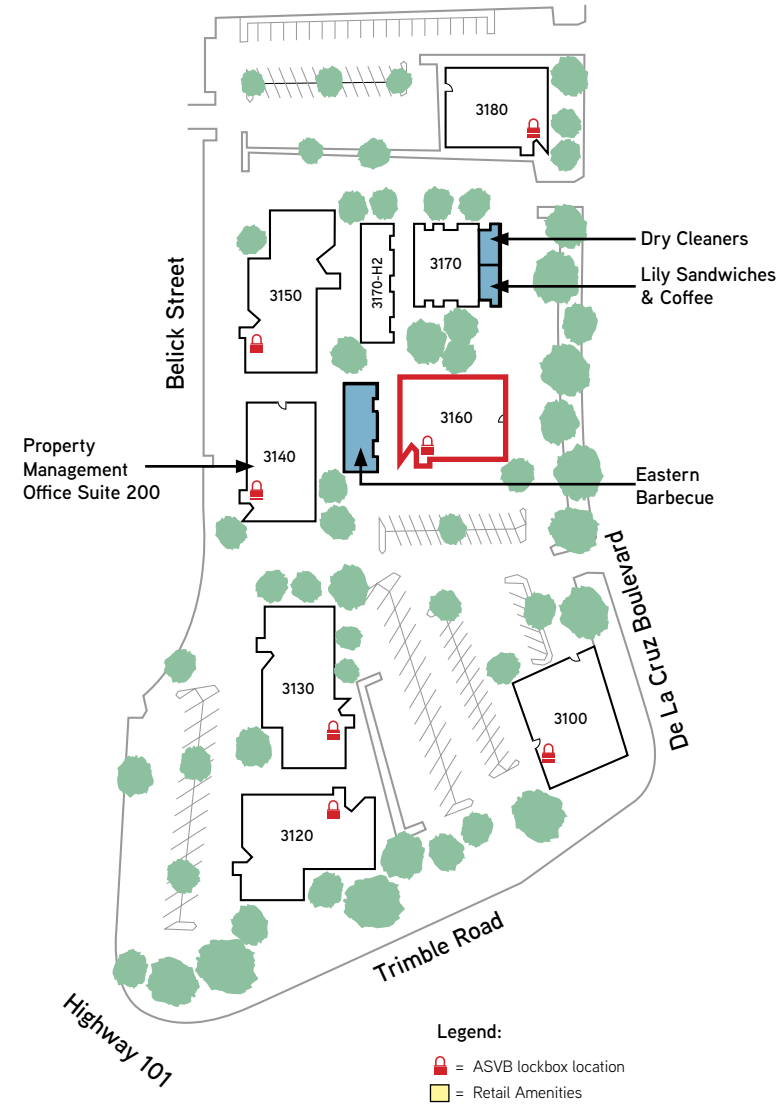 3180
Dry Cleaners
Lily Sandwiches
& Coffee
3170
3170-H2
3150
Belick Street
3160
3140
Property
Management
Office Suite 200
Eastern
Barbecue
De La Cruz Boulevard
3130
3100
3120
Trimble Road
Highway 101
Legend:
= ASVB lockbox location
= Retail Amenities